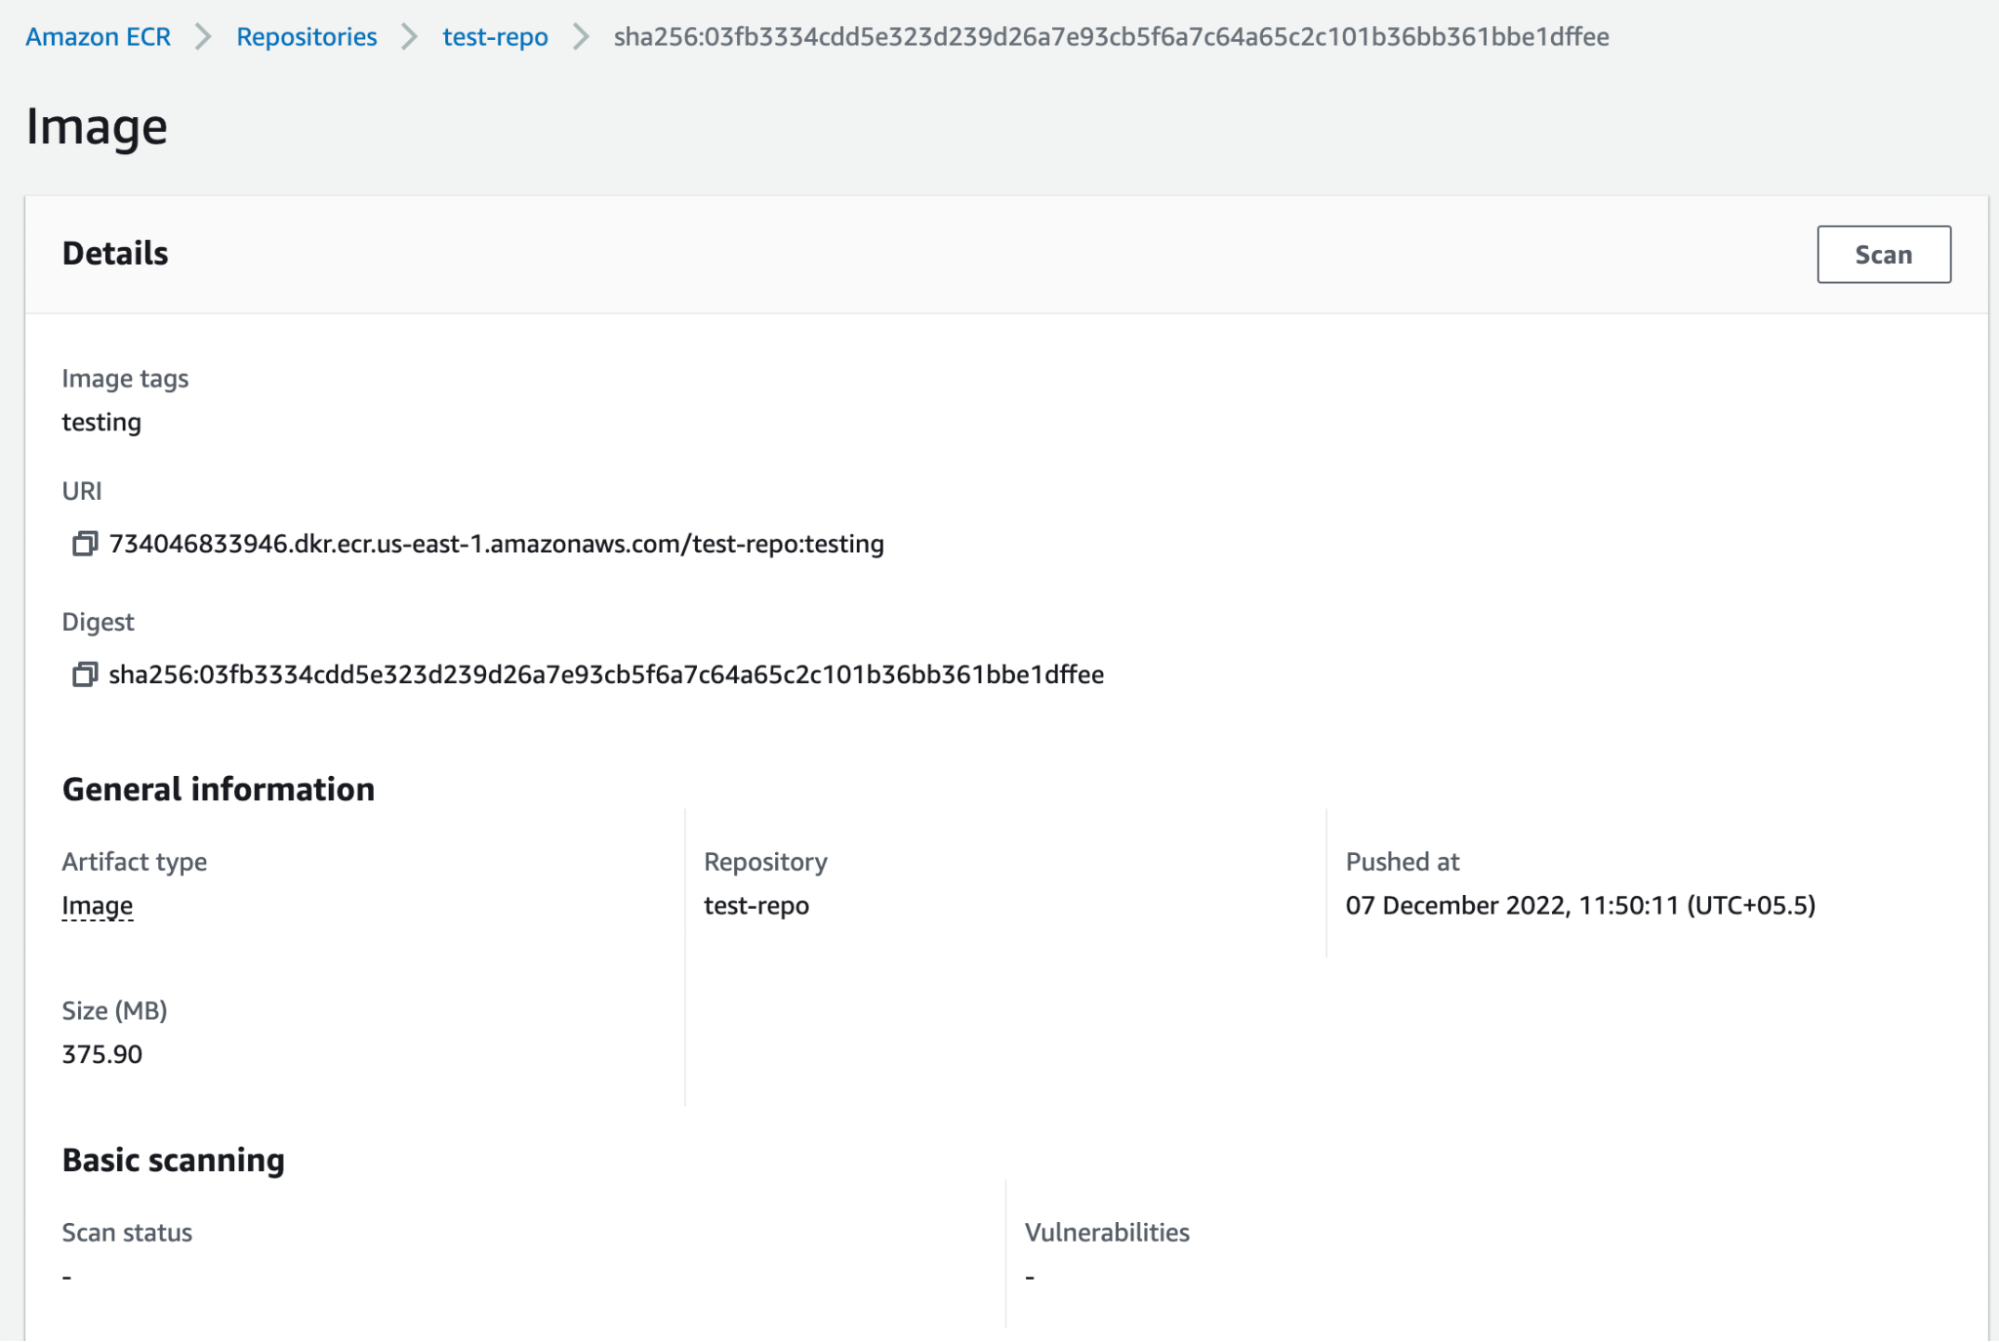 Amazon ECR > Repositories > test-repo > sha256:03fb3334cdd5e323d239d26a7e93cb5f6a7c64a65c2c101b36bb361bbe1dffee
Image
Details
Scan
Image tags
testing
URI
734046833946.dkr.ecr.us-east-1.amazonaws.com/test-repo:testing
Digest
sha256:03fb3334cdd5e323d239d26a7e93cb5f6a7c64a65c2c101b36bb361bbe1dffee
General information
Artifact type
Image
Repository
test-repo
Pushed at
07 December 2022, 11:50:11 (UTC+05.5)
Size (MB)
375.90
Basic scanning
Scan status
-
Vulnerabilities
-